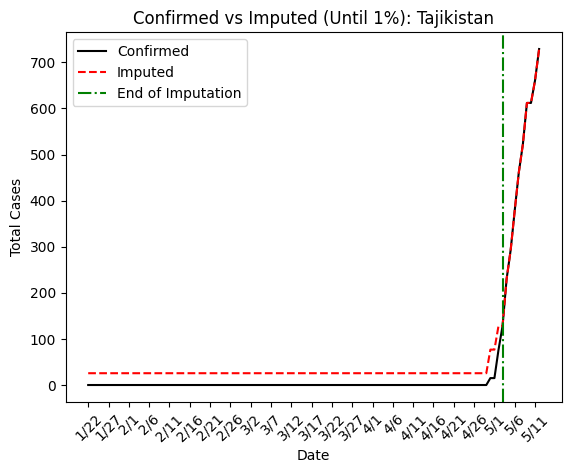 Confirmed vs Imputed (Until 1%): Tajikistan
Confirmed
Imputed
End of Imputation
Total Cases
700
600
500
400
300
200
100
0
1/22 1/27 2/1 2/6 2/11 2/16 2/21 2/26 3/2 3/7 3/12 3/17 3/22 3/27 4/1 4/6 4/11 4/16 4/21 4/26 5/1 5/6 5/11
Date